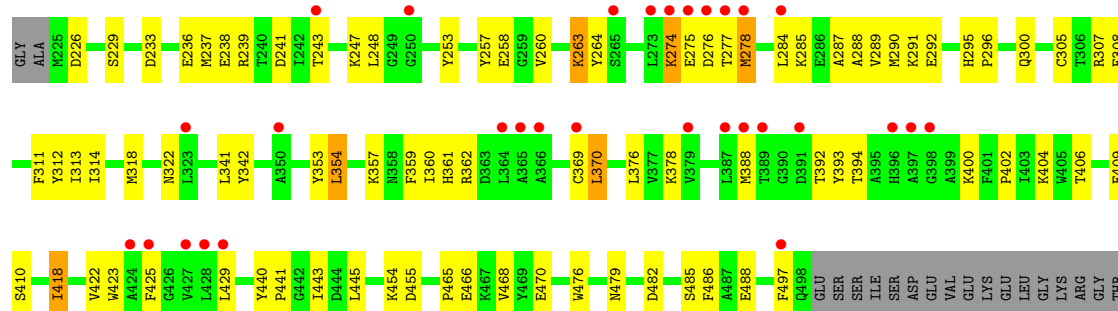 GLY ALA M225 D226 S229 D233 E236 M237 E238 R239 T240 D241 I242 T243 K247 L248 G249 G250 Y253 Y257 E258 G259 V260 K263 Y264 S265 L273 K274 E275 D276 T277 M278 L284 K285 E286 A287 A288 V289 M290 K291 E292 H295 P296 Q300 C305 T306 R307
F311 Y312 I313 I314 M318 N322 L323 L341 Y342 A350 Y353 L354 K357 N358 F359 I360 H361 R362 D363 L364 A365 A366 C369 L370 L376 V377 K378 V379 L387 M388 T389 G390 D391 T392 Y393 T394 A395 H396 A397 G398 A399 K400 F401 P402 I403 K404 W405 T406
S410 I418 V422 W423 A424 F425 G426 V427 L428 L429 Y440 P441 G442 I443 D444 L445 K454 D455 P465 E466 K467 V468 Y469 E470 W476 N479 D482 S485 F486 A487 E488 F497 Q498 GLU SER SER ILE SER ASP GLU VAL GLU LYS GLU LEU GLY LYS ARG GLY